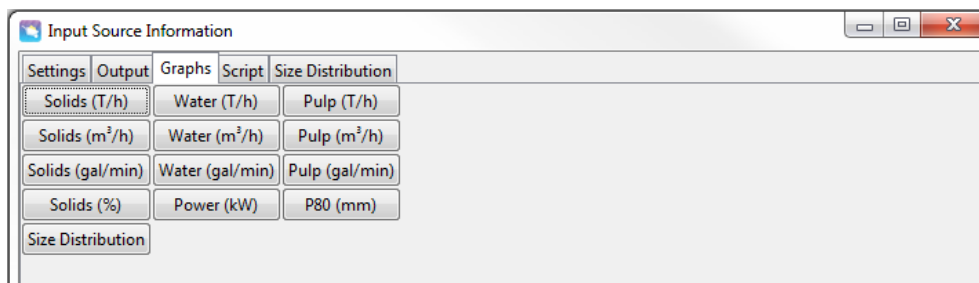 Input Source Information
Settings Output Graphs Script Size Distribution
Solids (T/h) Water (T/h) Pulp (T/h)
Solids (m³/h) Water (m³/h) Pulp (m³/h)
Solids (gal/min) Water (gal/min) Pulp (gal/min)
Solids (%) Power (kW) P80 (mm)
Size Distribution